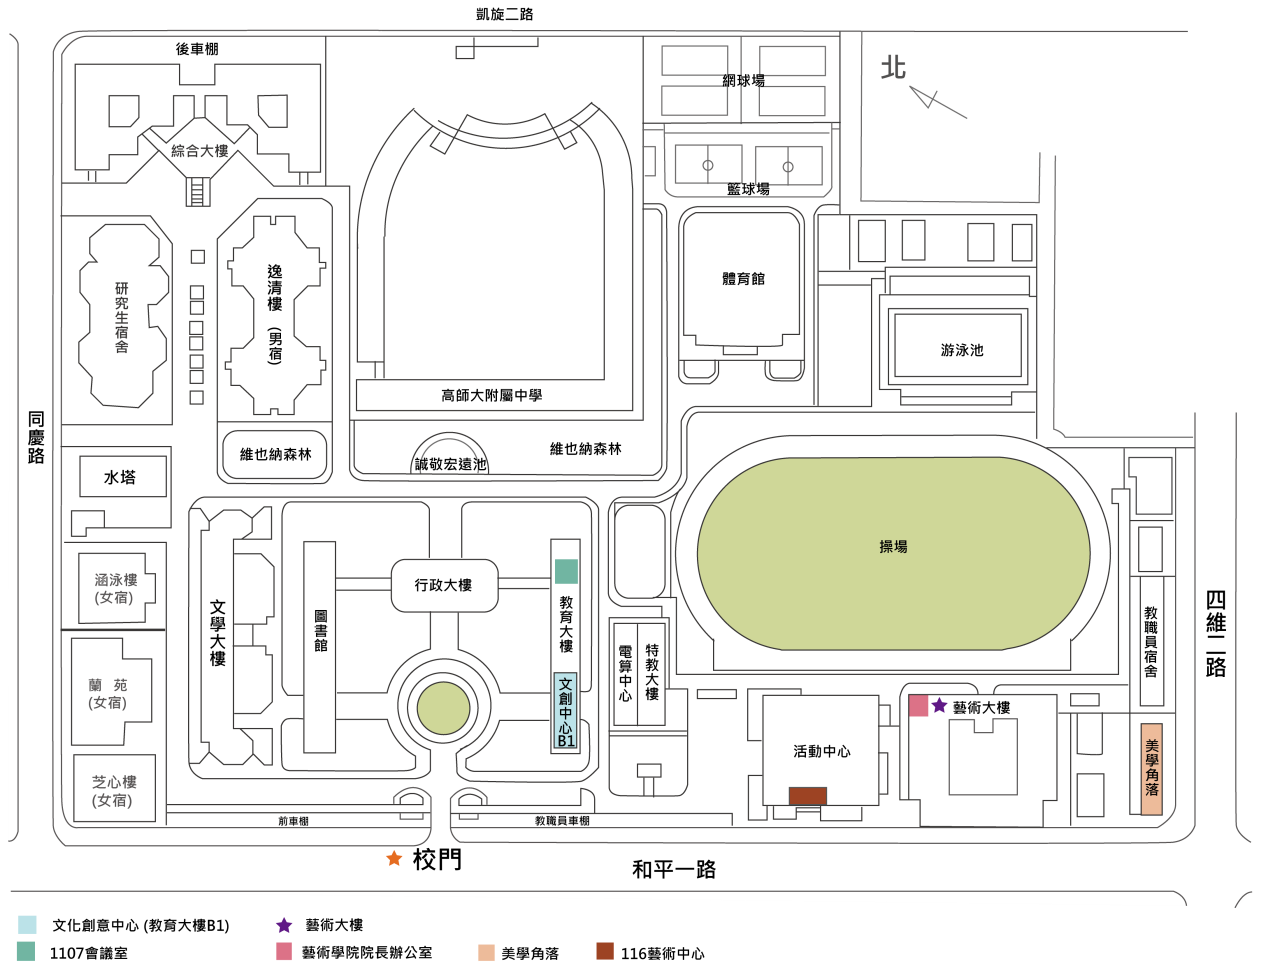 凱旋二路
後車棚
北
網球場
綜合大樓
籃球場
逸清樓 (男宿)
體育館
研究生宿舍
游泳池
高師大附屬中學
同慶路
維也納森林
維也納森林
誠敬宏遠池
水塔
操場
涵泳樓
(女宿)
行政大樓
文學大樓
圖書館
教育大樓
四維二路
教職員宿舍
電算中心
特教大樓
蘭 苑
(女宿)
文創中心B1
藝術大樓
活動中心
美學角落
芝心樓
(女宿)
前車棚
教職員車棚
校門
和平一路
文化創意中心 (教育大樓B1)
藝術大樓
1107會議室
藝術學院院長辦公室
美學角落
116藝術中心